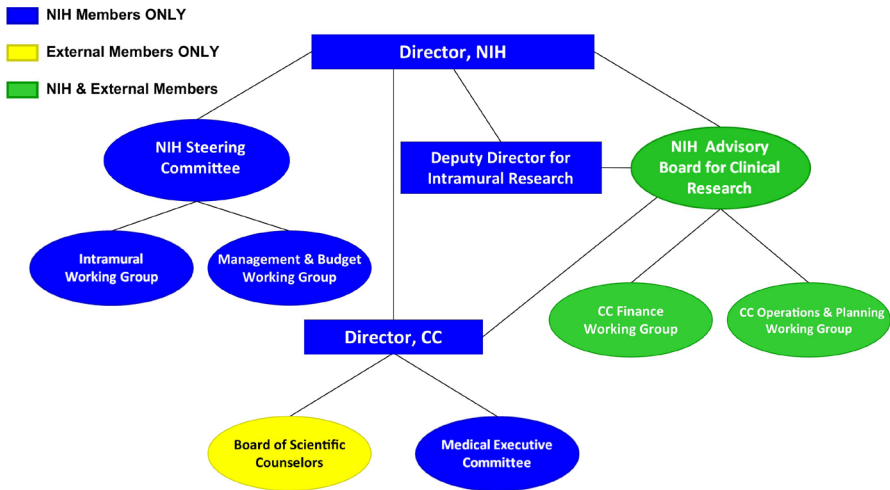 NIH Members ONLY
External Members ONLY
NIH & External Members
Director, NIH
NIH Steering
Committee
Deputy Director for
Intramural Research
NIH Advisory
Board for Clinical
Research
Intramural
Working Group
Management & Budget
Working Group
CC Finance
Working Group
CC Operations & Planning
Working Group
Director, CC
Board of Scientific
Counselors
Medical Executive
Committee